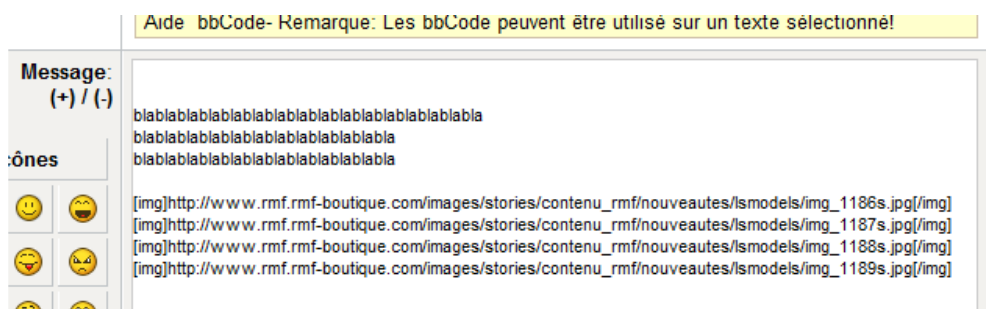 Aide bbCode- Remarque: Les bbCode peuvent être utilisé sur un texte sélectionné!
Message:
(+) / (-)
blablablablablablablablablablablablablablablabla
blablablablablablablablablablablabla
cônes
blablablablablablablablablablablabla
[img]http://www.rmf.rmf-boutique.com/images/stories/contenu_rmf/nouveautes/lsmodels/img_1186s.jpg[/img]
[img]http://www.rmf.rmf-boutique.com/images/stories/contenu_rmf/nouveautes/lsmodels/img_1187s.jpg[/img]
[img]http://www.rmf.rmf-boutique.com/images/stories/contenu_rmf/nouveautes/lsmodels/img_1188s.jpg[/img]
[img]http://www.rmf.rmf-boutique.com/images/stories/contenu_rmf/nouveautes/lsmodels/img_1189s.jpg[/img]